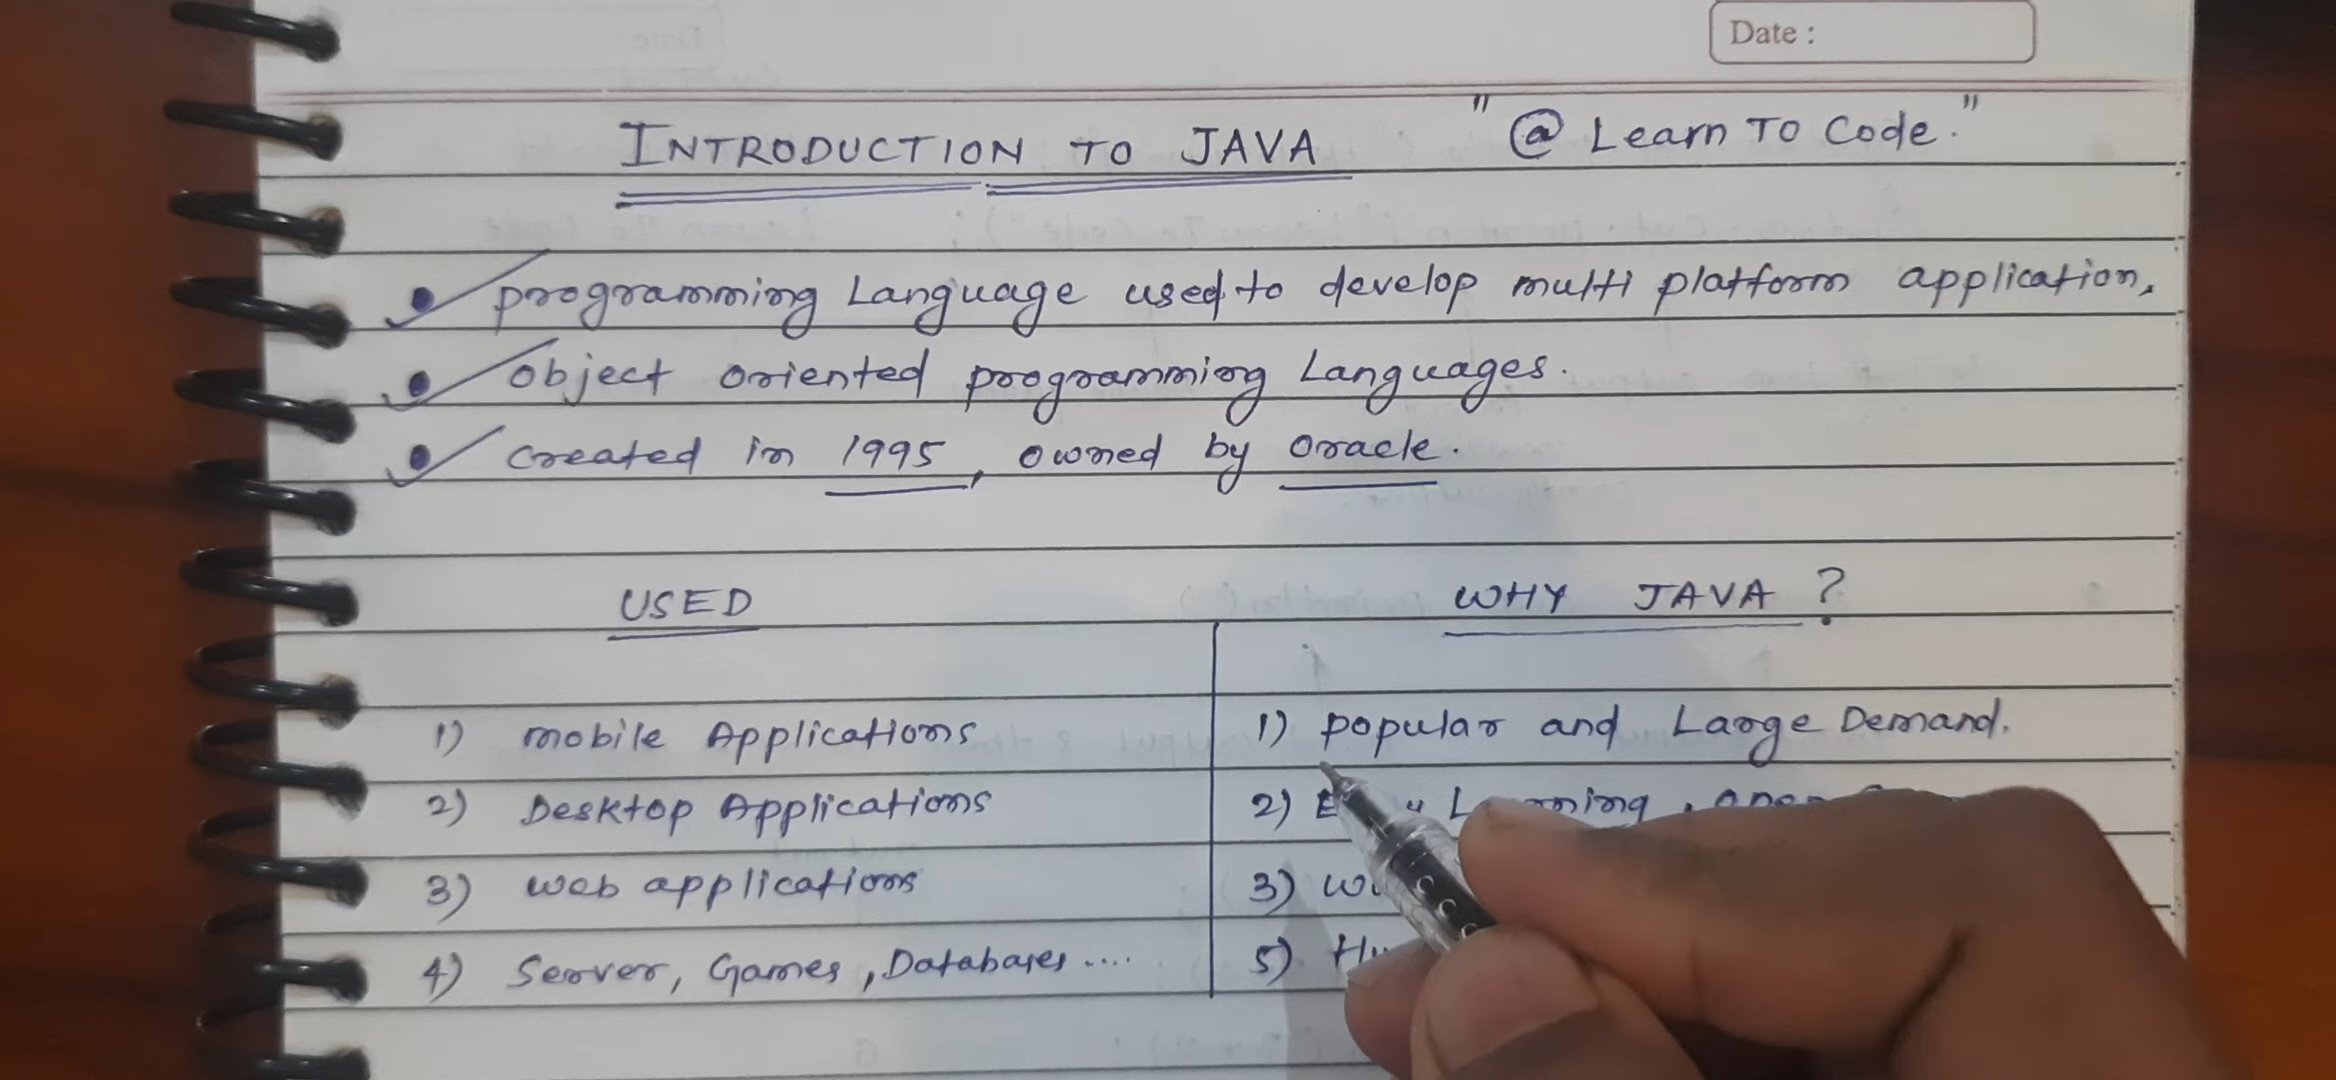 Date :
INTRODUCTION TO JAVA "@ Learn To Code."
• programming Language used to develop multi platform application,
• object oriented programming Languages.
• created in 1995, owned by oracle.
USED
WHY JAVA ?
1) mobile Applications
2) Desktop Applications
3) web applications
4) Server, Games, Databases ....
1) popular and Large Demand.
2)
3)
5)